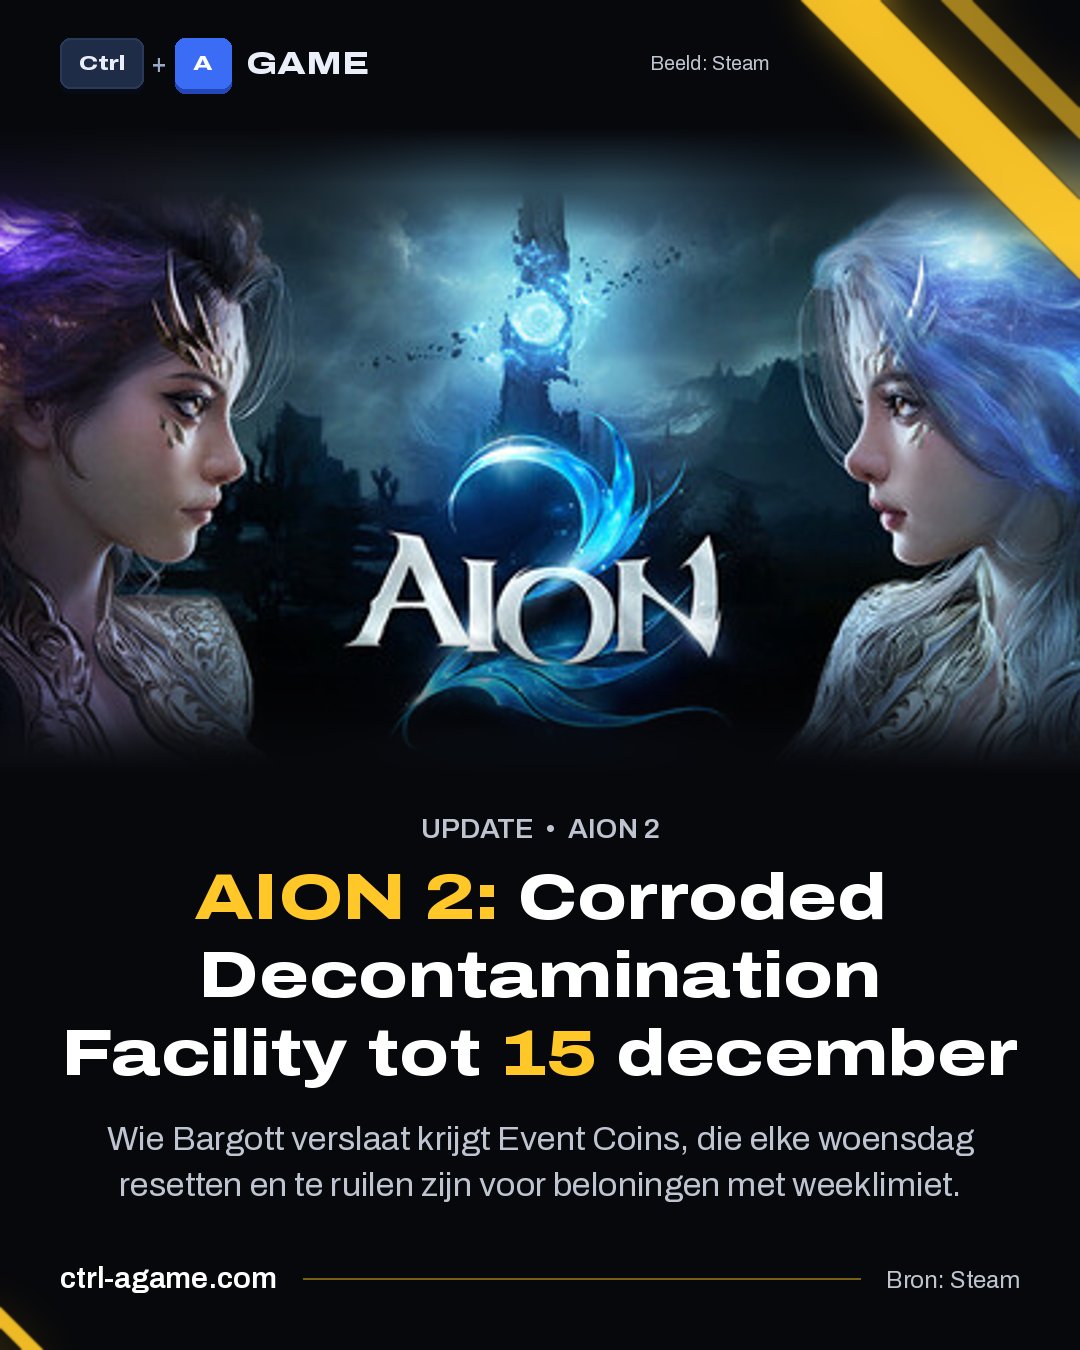 Ctrl + A GAME
Beeld: Steam
AION 2
UPDATE • AION 2
AION 2: Corroded
Decontamination
Facility tot 15 december
Wie Bargott verslaat krijgt Event Coins, die elke woensdag
resetten en te ruilen zijn voor beloningen met weeklimiet.
ctrl-agame.com
Bron: Steam